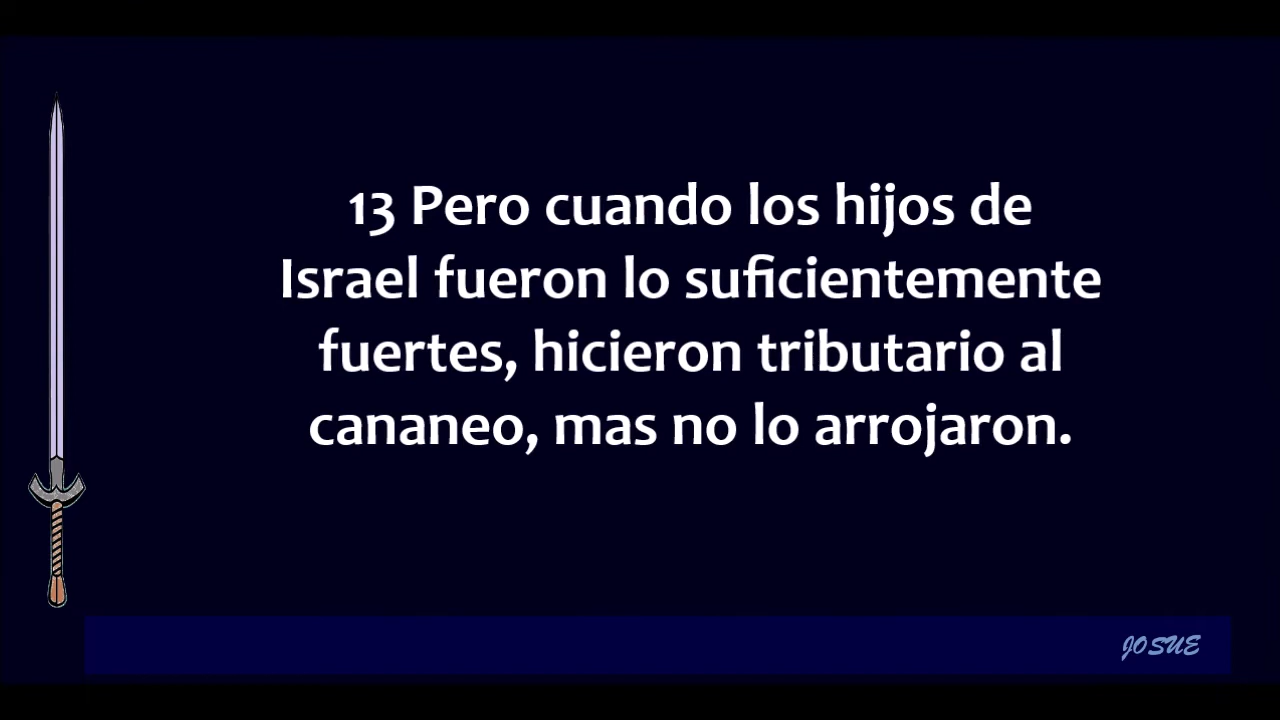 13 Pero cuando los hijos de
Israel fueron lo suficientemente
fuertes, hicieron tributario al
cananeo, mas no lo arrojaron.
JOSUE